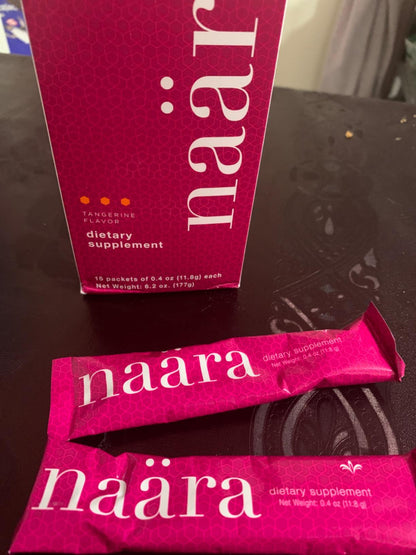 naär
TANGERINE
FLAVOR
dietary
supplement
15 packets of 0.4 oz (11.8g) each
Net Weight: 6.2 oz. (177g)
naära
dietary supplement
Net Weight: 0.4 oz (11.8 g)
naära
dietary supplement
Net Weight: 0.4 oz (11.8 g)